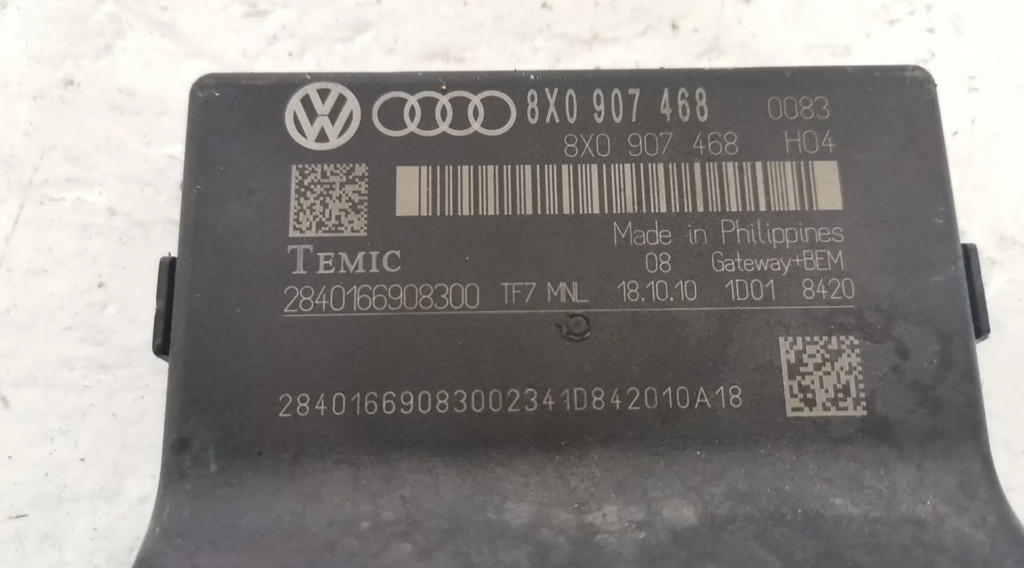 8X0 907 468 0083
8X0 907 468 H04
Made in Philippines
TEMIC 08 Gateway+BEM
2840166908300 TF7 MNL 18.10.10 1D01 8420
28401669083002341D842010A18